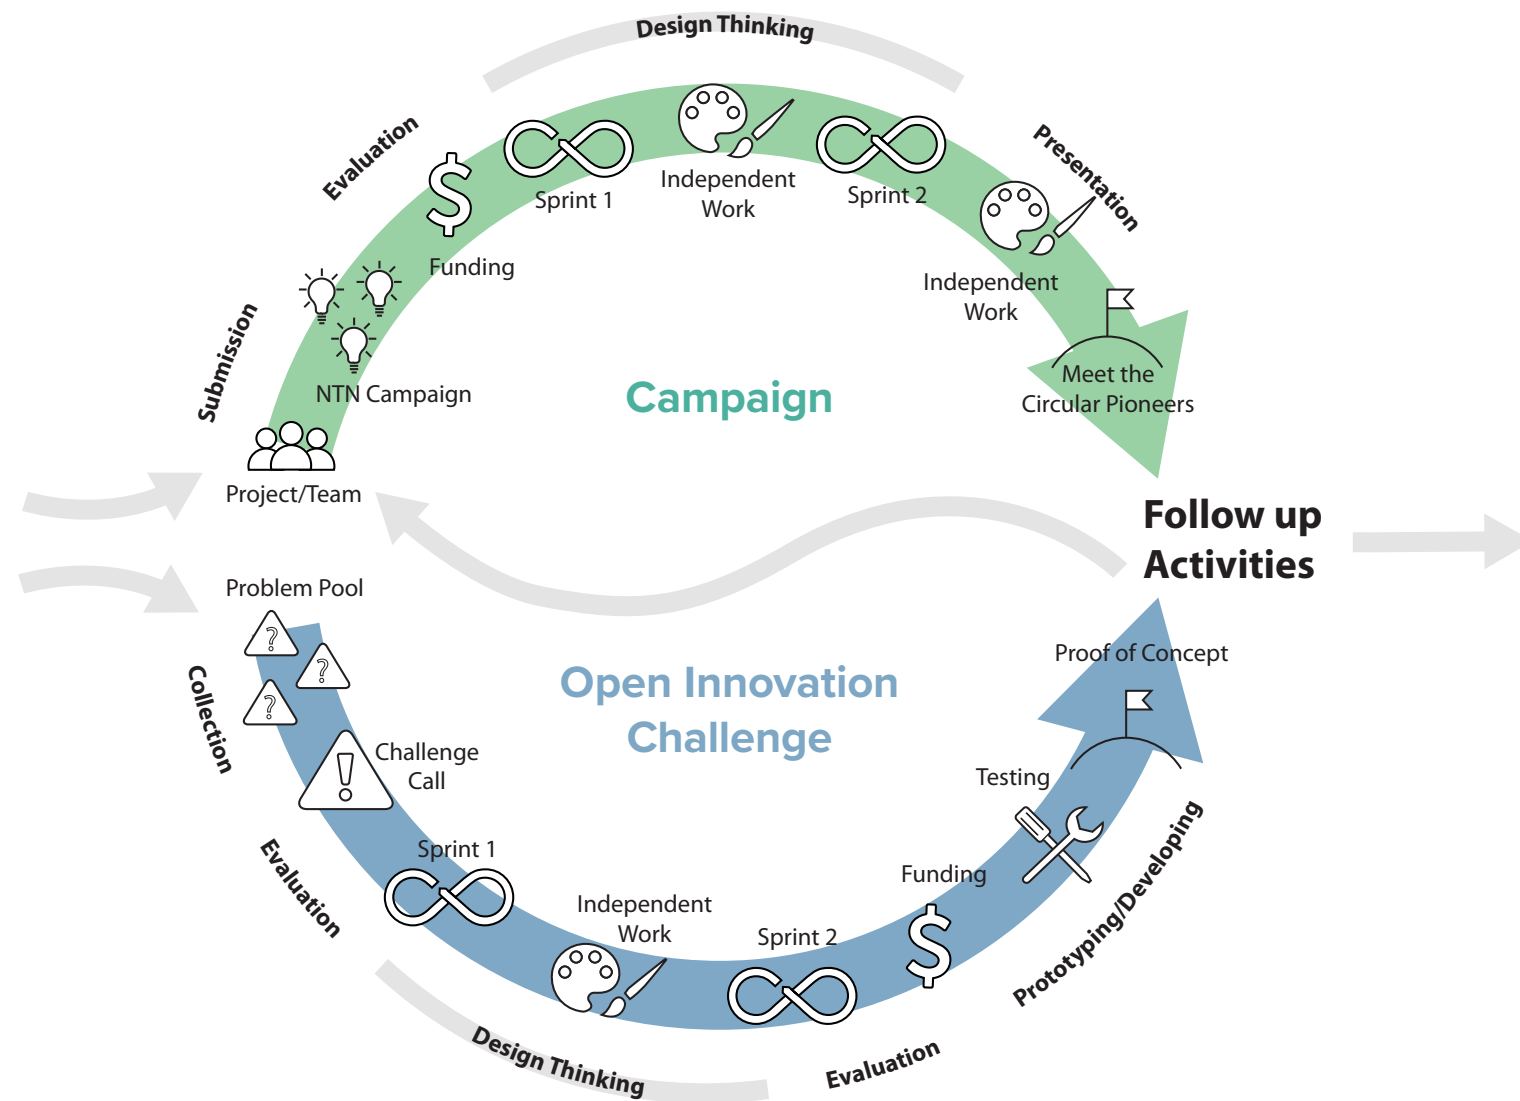 Design Thinking
Evaluation
Presentation
Submission
Sprint 1
Independent
Work
Sprint 2
Funding
Independent
Work
NTN Campaign
Campaign
Meet the
Circular Pioneers
Project/Team
Follow up
Activities
Problem Pool
?
?
?
Collection
Open Innovation
Challenge
Proof of Concept
Challenge
Call
!
Testing
Sprint 1
Evaluation
Independent
Work
Sprint 2
Funding
$
Prototyping/Developing
Design Thinking
Evaluation